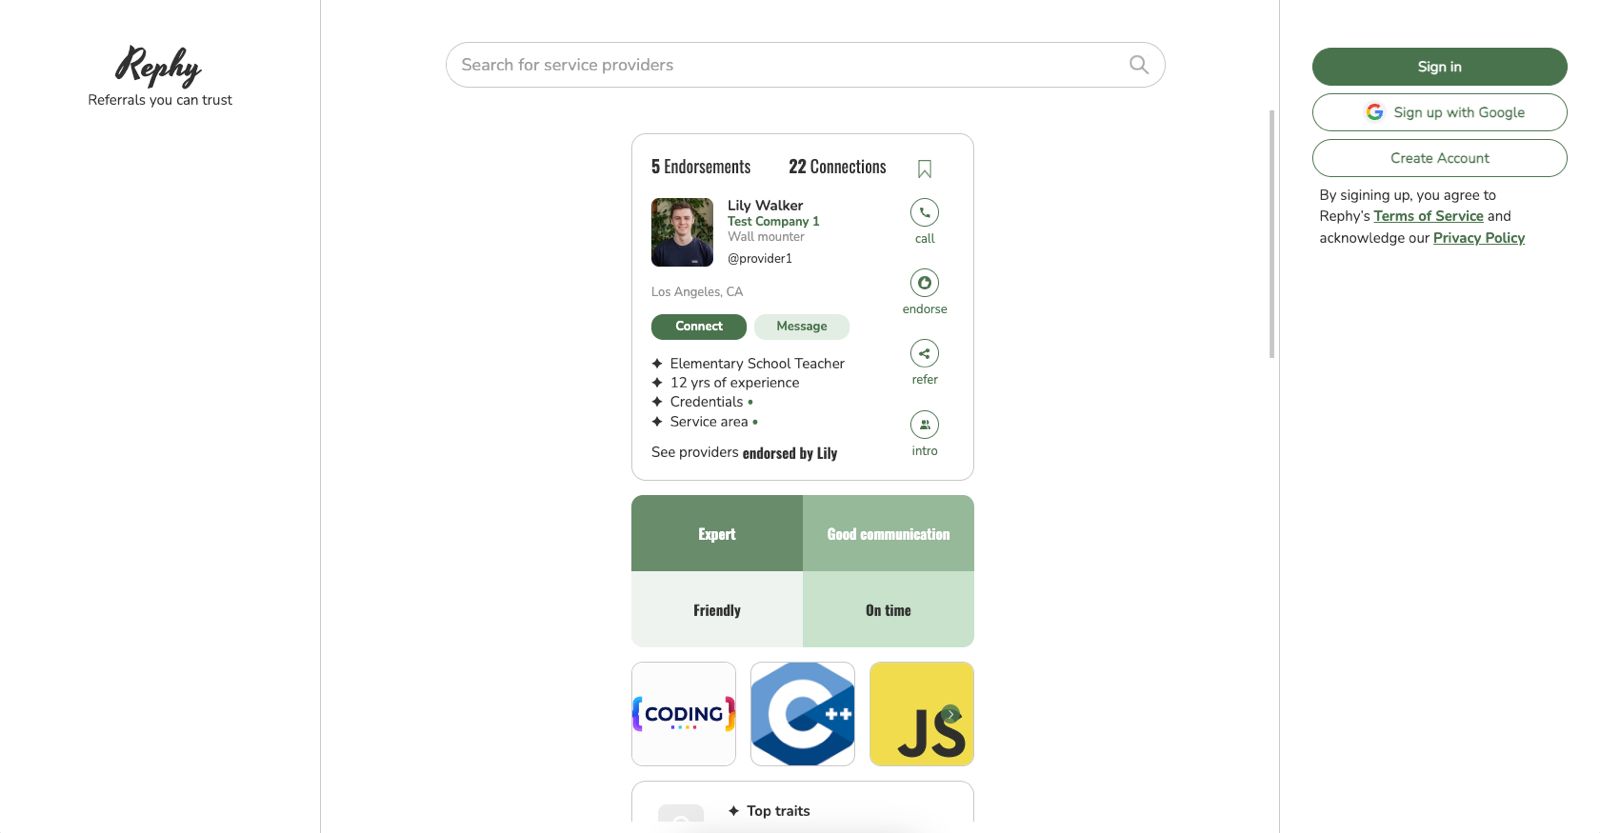 Rephy
Referrals you can trust
Search for service providers
5 Endorsements
22 Connections
Lily Walker
Test Company 1
Wall mounter
@provider1
Los Angeles, CA
Connect
Message
Elementary School Teacher
12 yrs of experience
Credentials
Service area
See providers endorsed by Lily
call
endorse
refer
intro
Expert
Good communication
Friendly
On time
{CODING}
C++
JS
Top traits
Sign in
Sign up with Google
Create Account
By sigining up, you agree to
Rephy's Terms of Service and
acknowledge our Privacy Policy